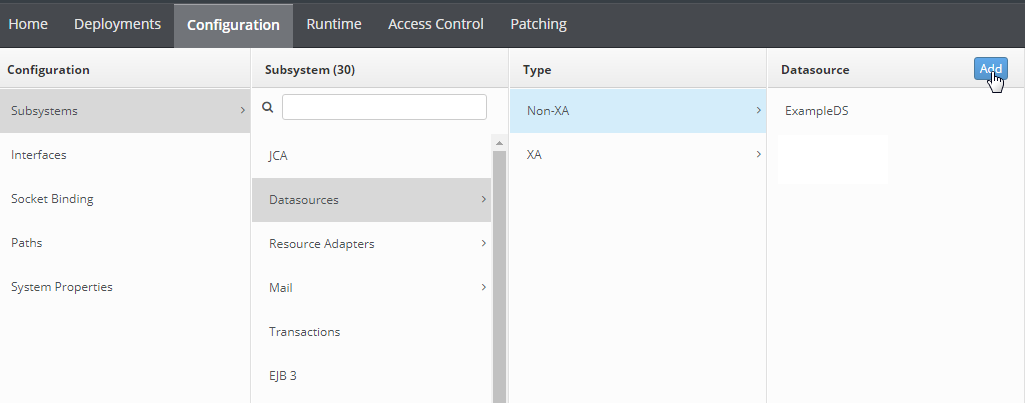 Home Deployments Configuration Runtime Access Control Patching
Configuration Subsystem (30) Type Datasource Add
Subsystems Non-XA ExampleDS
Interfaces JCA XA
Socket Binding Datasources
Paths Resource Adapters
System Properties Mail
Transactions
EJB 3